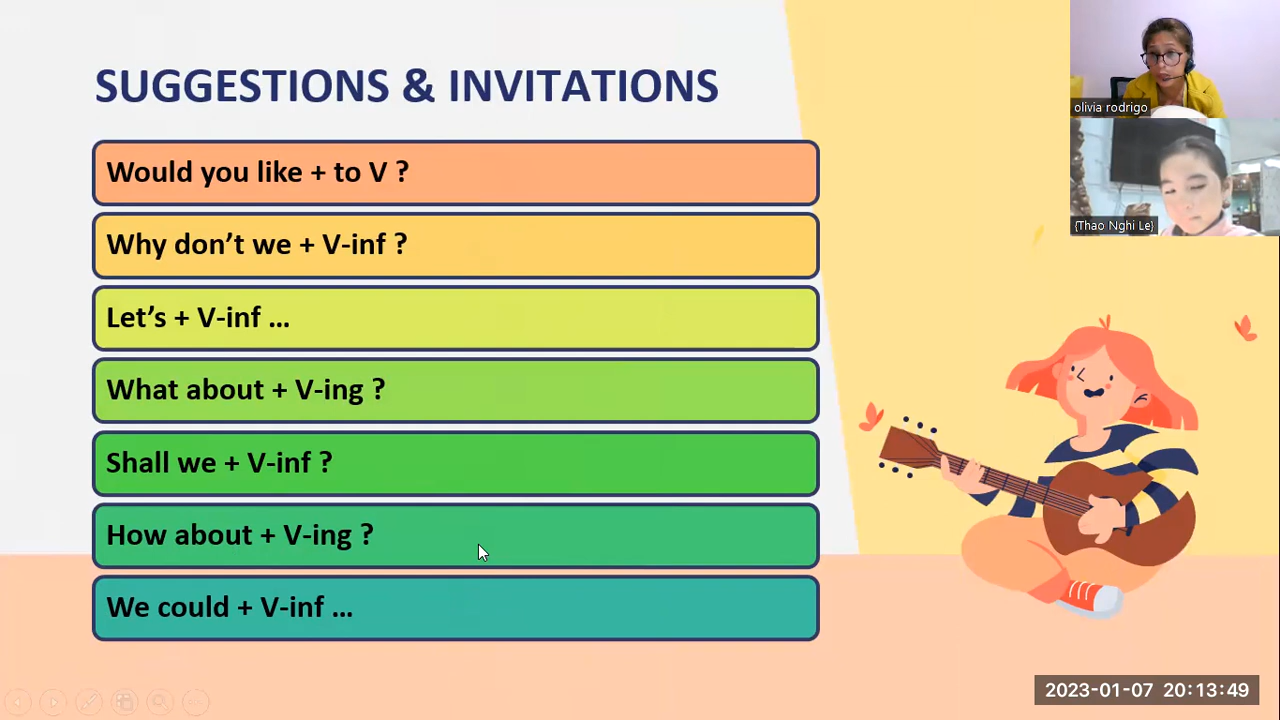 SUGGESTIONS & INVITATIONS
Would you like + to V ?
Why don’t we + V-inf ?
Let’s + V-inf ...
What about + V-ing ?
Shall we + V-inf ?
How about + V-ing ?
We could + V-inf ...
olivia rodrigo
{Thao Nghi Le}
2023-01-07 20:13:49